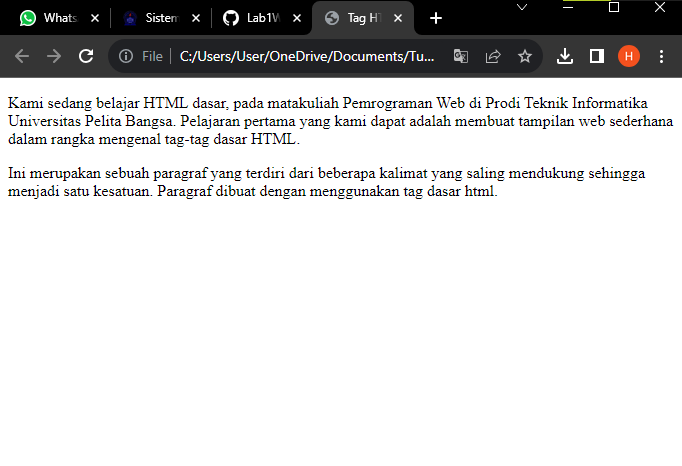 Whats
Sistem
Lab1W
Tag HT
File
C:/Users/User/OneDrive/Documents/Tu...
H
Kami sedang belajar HTML dasar, pada matakuliah Pemrograman Web di Prodi Teknik Informatika
Universitas Pelita Bangsa. Pelajaran pertama yang kami dapat adalah membuat tampilan web sederhana
dalam rangka mengenal tag-tag dasar HTML.
Ini merupakan sebuah paragraf yang terdiri dari beberapa kalimat yang saling mendukung sehingga
menjadi satu kesatuan. Paragraf dibuat dengan menggunakan tag dasar html.